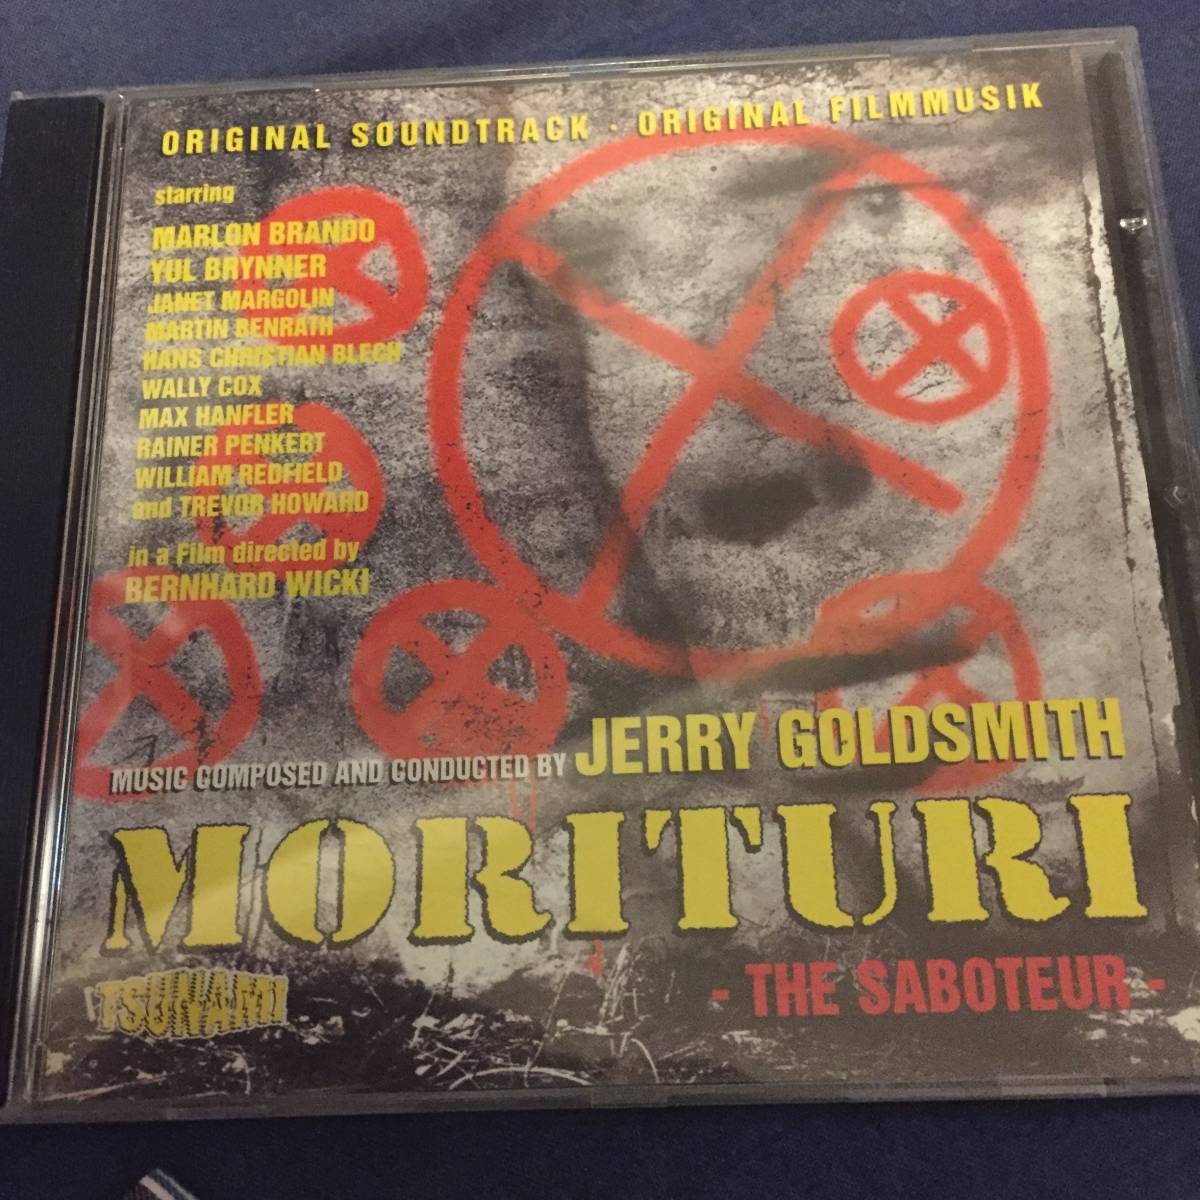 ORIGINAL SOUNDTRACK · ORIGINAL FILMMUSIK
starring
MARLON BRANDO
YUL BRYNNER
JANET MARGOLIN
MARTIN BENRATH
HANS CHRISTIAN BLECH
WALLY COX
MAX HANFLER
RAINER PENKERT
WILLIAM REDFIELD
and TREVOR HOWARD
in a Film directed by
BERNHARD WICKI
MUSIC COMPOSED AND CONDUCTED BY JERRY GOLDSMITH
MORITURI
- THE SABOTEUR -
TSUNAMI